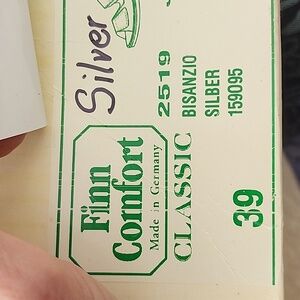 Silver
Finn
Comfort
Made in Germany
CLASSIC
2519
BISANZIO
SILBER
159095
39